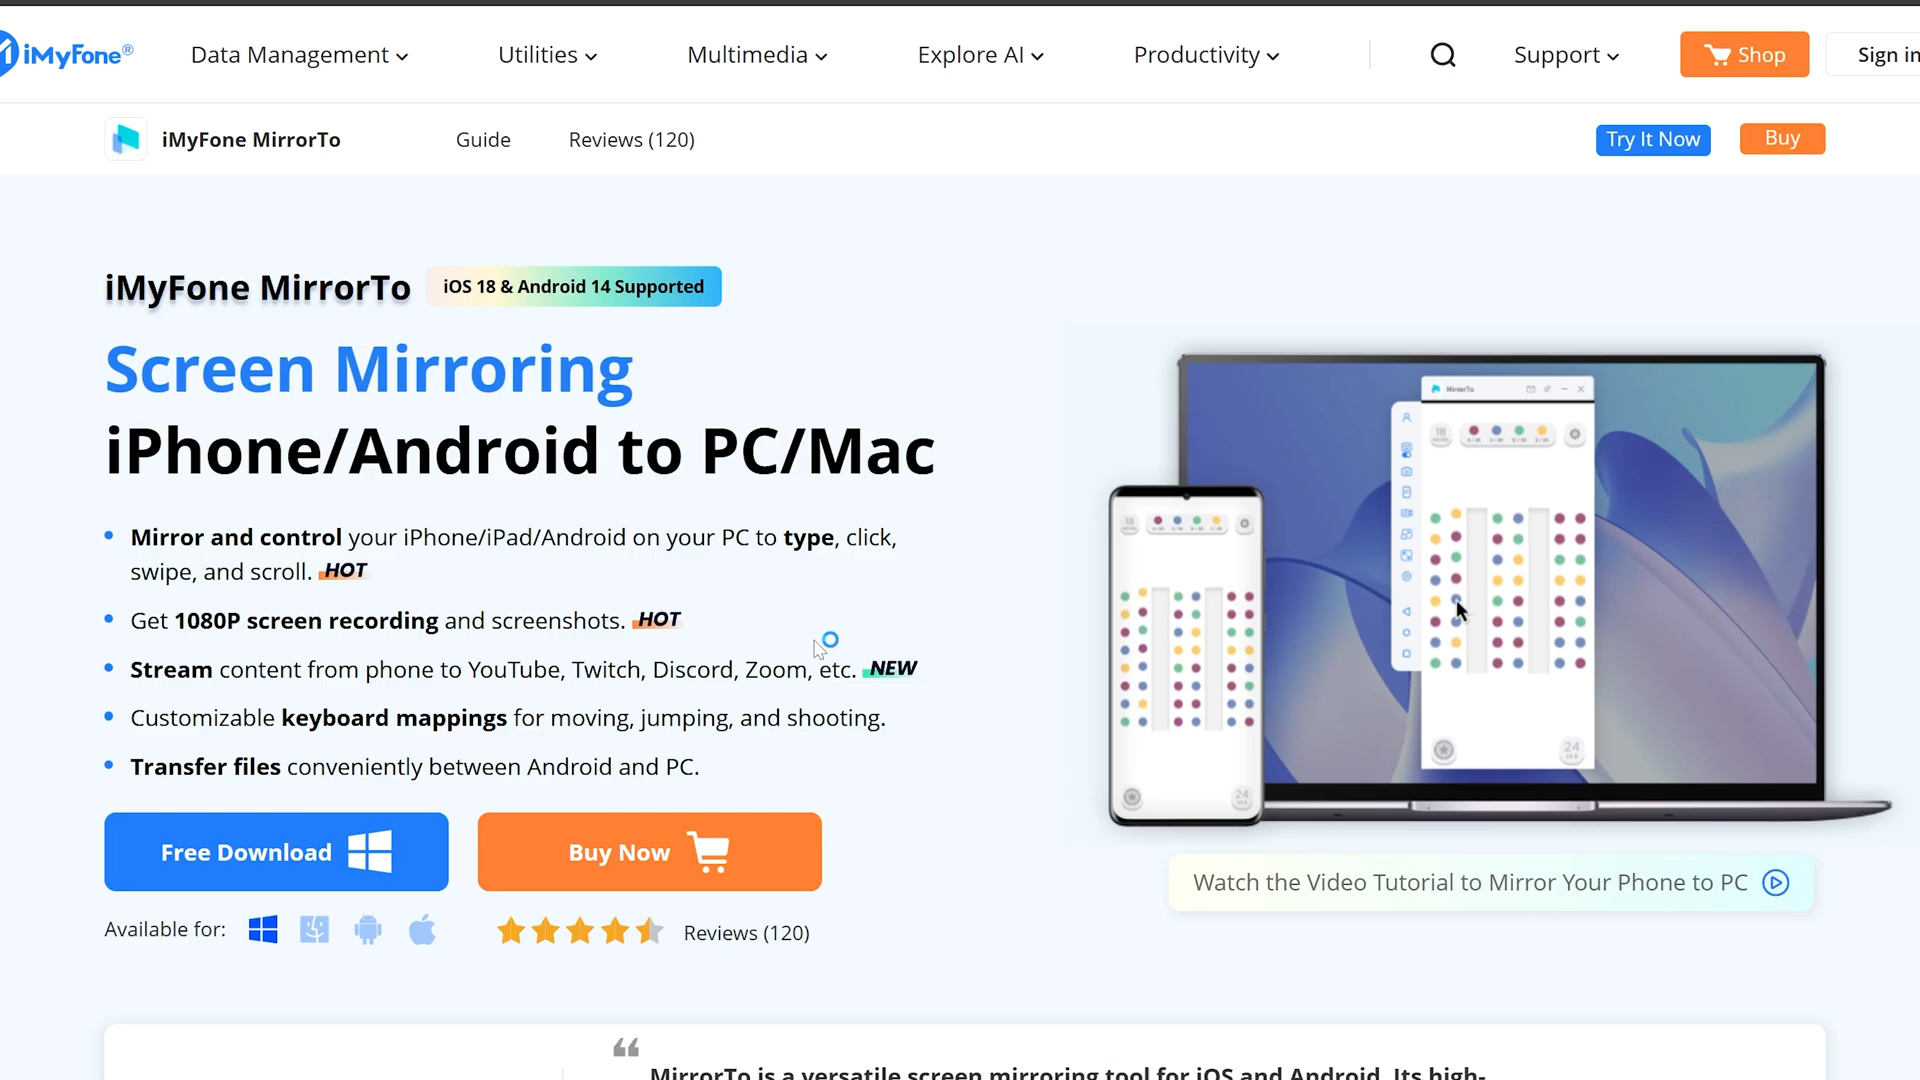 iMyFone®
Data Management
Utilities
Multimedia
Explore AI
Productivity
Support
Shop
Sign in
iMyFone MirrorTo
Guide
Reviews (120)
Try It Now
Buy
iMyFone MirrorTo
iOS 18 & Android 14 Supported
Screen Mirroring
iPhone/Android to PC/Mac
Mirror and control your iPhone/iPad/Android on your PC to type, click,
swipe, and scroll. HOT
Get 1080P screen recording and screenshots. HOT
Stream content from phone to YouTube, Twitch, Discord, Zoom, etc. NEW
Customizable keyboard mappings for moving, jumping, and shooting.
Transfer files conveniently between Android and PC.
Free Download
Buy Now
Available for:
Reviews (120)
MirrorTo
18
24
18
24
Watch the Video Tutorial to Mirror Your Phone to PC
“
MirrorTo is a versatile screen mirroring tool for iOS and Android. Its high-